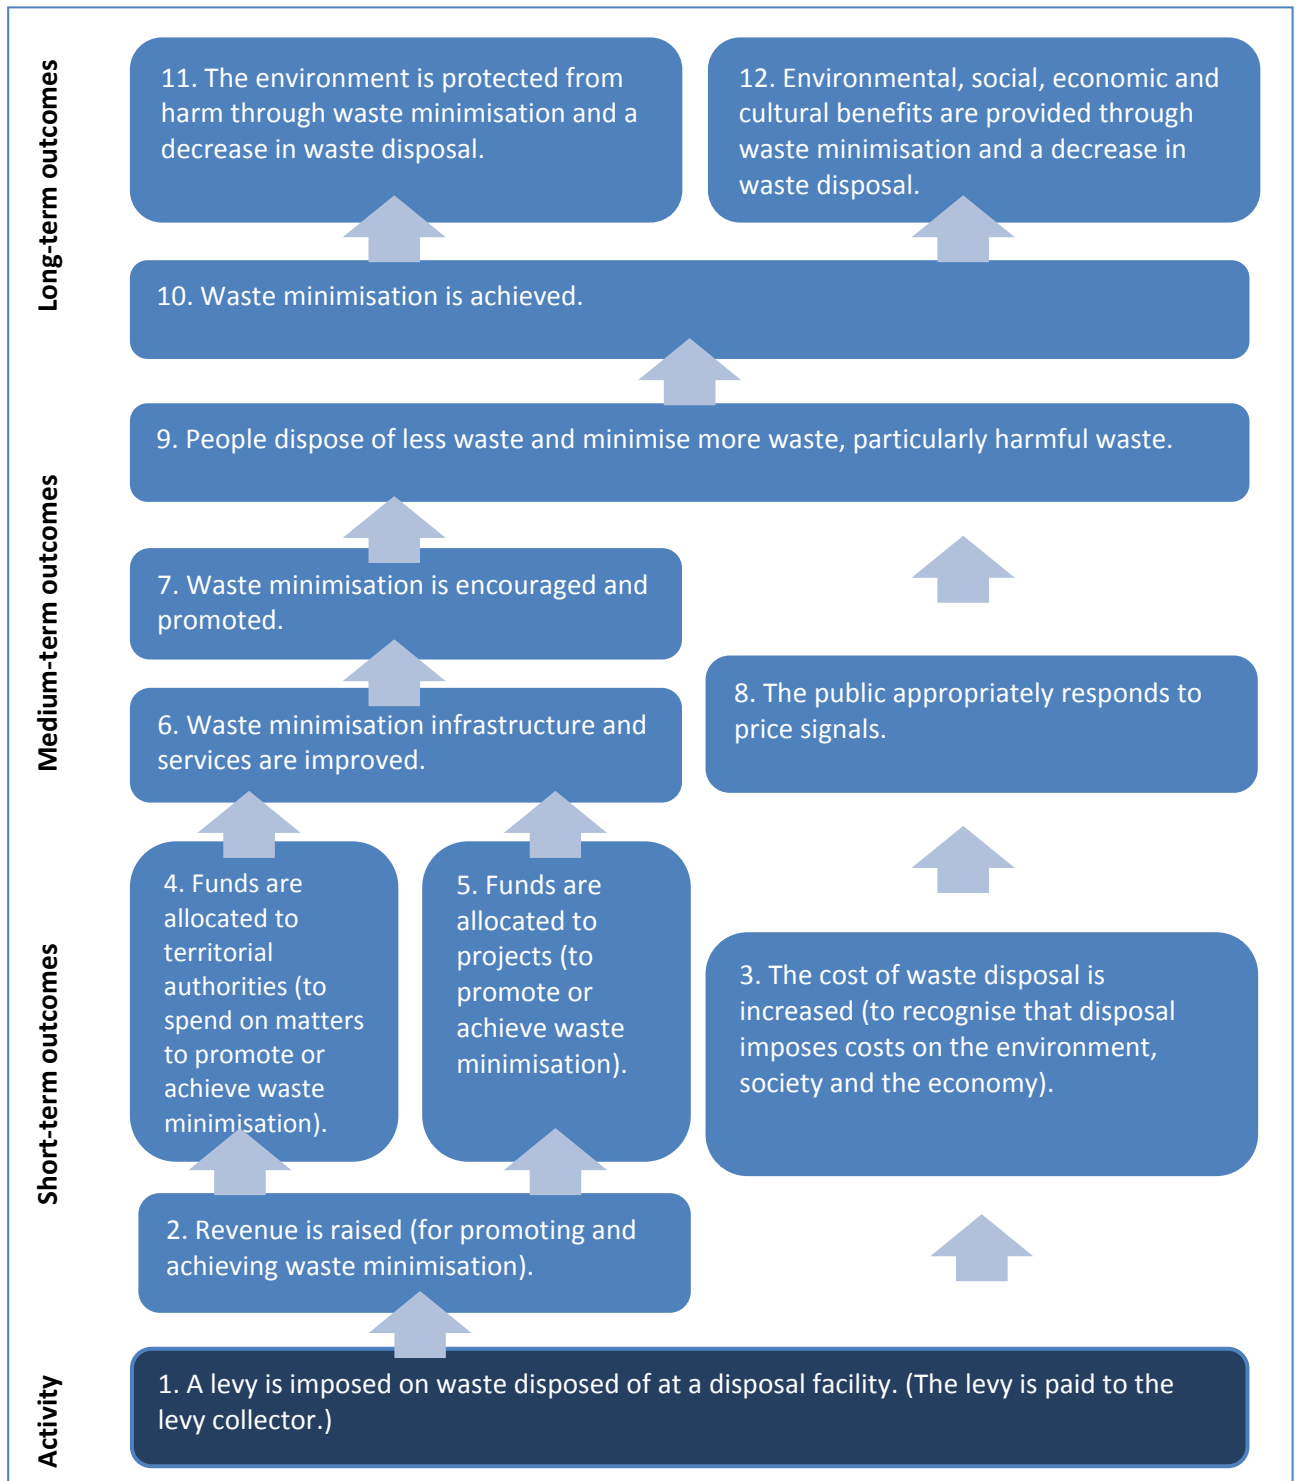 Long-term outcomes
11. The environment is protected from
harm through waste minimisation and a
decrease in waste disposal.
12. Environmental, social, economic and
cultural benefits are provided through
waste minimisation and a decrease in
waste disposal.
10. Waste minimisation is achieved.
Medium-term outcomes
9. People dispose of less waste and minimise more waste, particularly harmful waste.
7. Waste minimisation is encouraged and
promoted.
6. Waste minimisation infrastructure and
services are improved.
8. The public appropriately responds to
price signals.
Short-term outcomes
4. Funds are
allocated to
territorial
authorities (to
spend on matters
to promote or
achieve waste
minimisation).
5. Funds are
allocated to
projects (to
promote or
achieve waste
minimisation).
3. The cost of waste disposal is
increased (to recognise that disposal
imposes costs on the environment,
society and the economy).
2. Revenue is raised (for promoting and
achieving waste minimisation).
Activity
1. A levy is imposed on waste disposed of at a disposal facility. (The levy is paid to the
levy collector.)